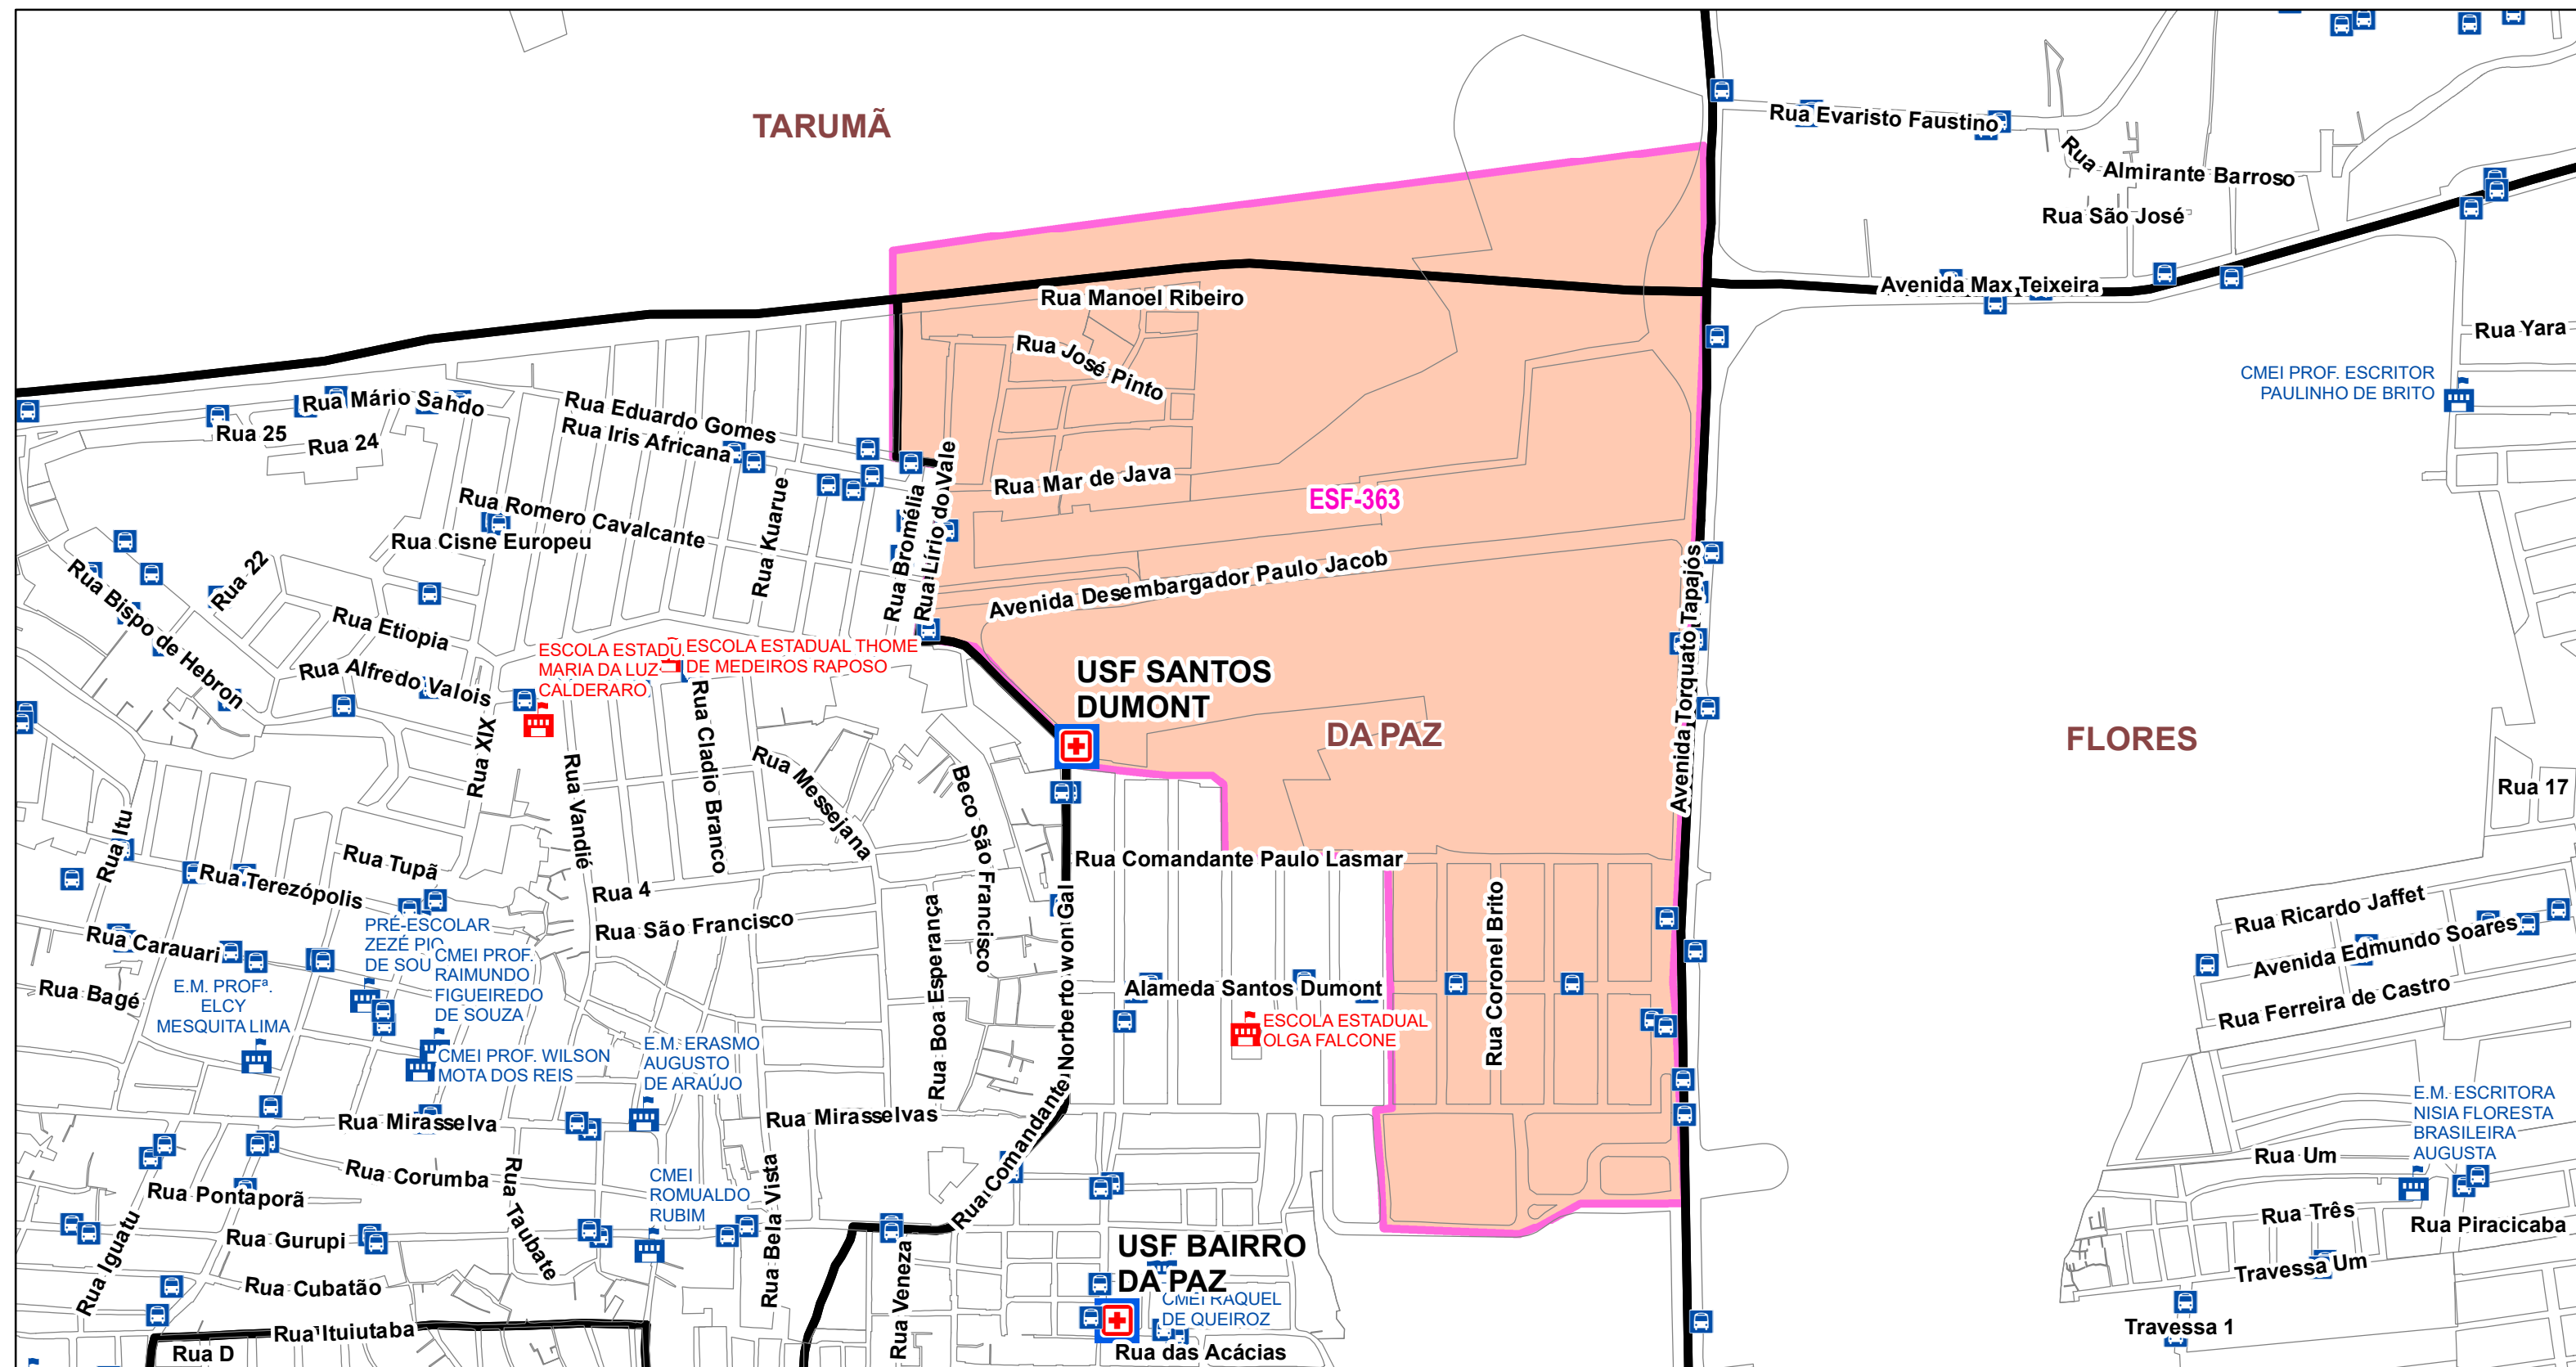 TARUMÃ
Rua Evaristo Faustino
Rua Almirante Barroso
Rua São José
Avenida Max Teixeira
Rua Manoel Ribeiro
Rua Yara
Rua José Pinto
CMEI PROF. ESCRITOR
PAULINHO DE BRITO
Rua Mário Sahdo
Rua Eduardo Gomes
Rua 25
Rua 24
Rua Iris Africana
Rua Mar de Java
ESF-363
Rua Romero Cavalcante
Rua Kuarue
Rua Cisne Europeu
Rua Bromélia
Rua Lírio do Vale
Rua 22
Rua Bispo de Hebron
Avenida Desembargador Paulo Jacob
Avenida Torquato Tapajós
Rua Etiopia
Rua Alfredo Valois
ESCOLA ESTADU
MARIA DA LUZ
CALDERARO
ESCOLA ESTADUAL THOME
DE MEDEIROS RAPOSO
USF SANTOS
DUMONT
DA PAZ
FLORES
Rua XIX
Rua Vandié
Rua Cladio Branco
Rua Messejana
Beco São Francisco
Rua 17
Rua Itu
Rua Tupã
Rua Terezópolis
Rua 4
Rua São Francisco
Rua Comandante Paulo Lasmar
Rua Coronel Brito
Rua Ricardo Jaffet
Avenida Edmundo Soares
Rua Ferreira de Castro
Rua Carauari
Rua Bagé
PRÉ-ESCOLAR
ZEZÉ PIO
DE SOU
CMEI PROF.
RAIMUNDO
FIGUEIREDO
DE SOUZA
E.M. PROFª.
ELCY
MESQUITA LIMA
CMEI PROF. WILSON
MOTA DOS REIS
E.M. ERASMO
AUGUSTO
DE ARAÚJO
Rua Boa Esperança
Rua Comandante Norberto won Gal
Alameda Santos Dumont
ESCOLA ESTADUAL
OLGA FALCONE
Rua Mirasselva
Rua Mirasselvas
E.M. ESCRITORA
NISIA FLORESTA
BRASILEIRA
AUGUSTA
Rua Um
Rua Corumba
Rua Pontaporã
Rua Taubate
CMEI
ROMUALDO
RUBIM
Rua Bela Vista
Rua Três
Rua Piracicaba
Rua Iguatu
Rua Gurupi
Rua Cubatão
Rua Veneza
USF BAIRRO
DA PAZ
CMEI RAQUEL
DE QUEIROZ
Travessa Um
Rua Ituiutaba
Rua D
Rua das Acácias
Travessa 1